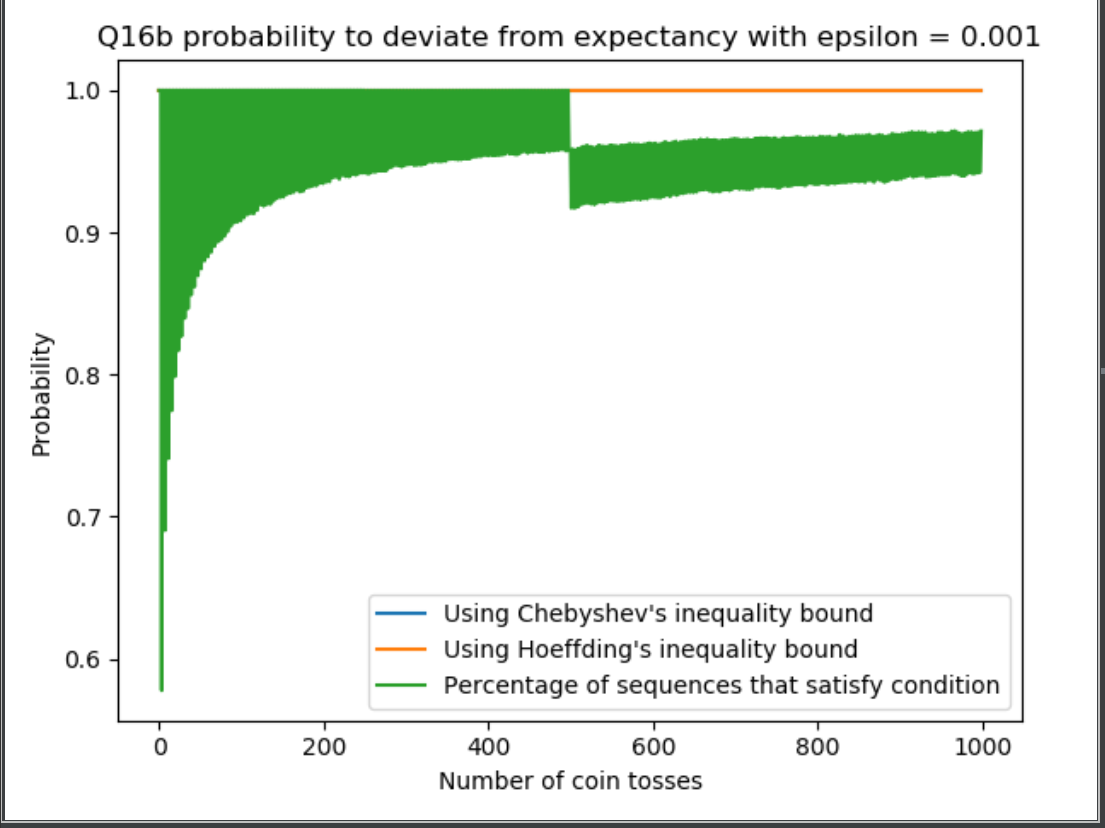 Q16b probability to deviate from expectancy with epsilon = 0.001
1.0
0.9
0.8
0.7
0.6
Probability
0
200
400
600
800
1000
Number of coin tosses
Using Chebyshev's inequality bound
Using Hoeffding's inequality bound
Percentage of sequences that satisfy condition